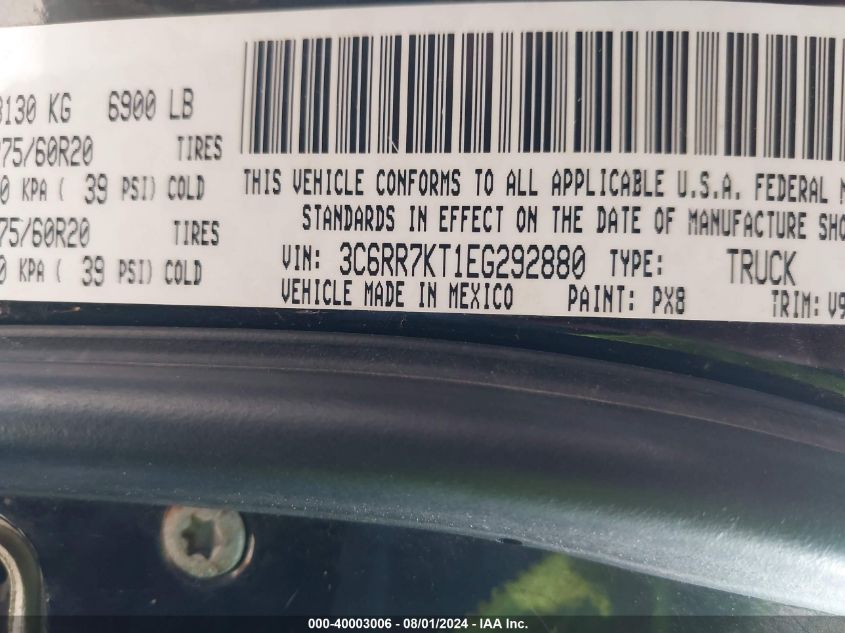 3130 KG 6900 LB
75/60R20 TIRES
0 KPA ( 39 PSI) COLD
75/60R20 TIRES
0 KPA ( 39 PSI) COLD
THIS VEHICLE CONFORMS TO ALL APPLICABLE U.S.A. FEDERAL M
STANDARDS IN EFFECT ON THE DATE OF MANUFACTURE SHO
VIN: 3C6RR7KT1EG292880 TYPE: TRUCK
VEHICLE MADE IN MEXICO PAINT: PX8 TRIM: V9
000-40003006 - 08/01/2024 - IAA Inc.